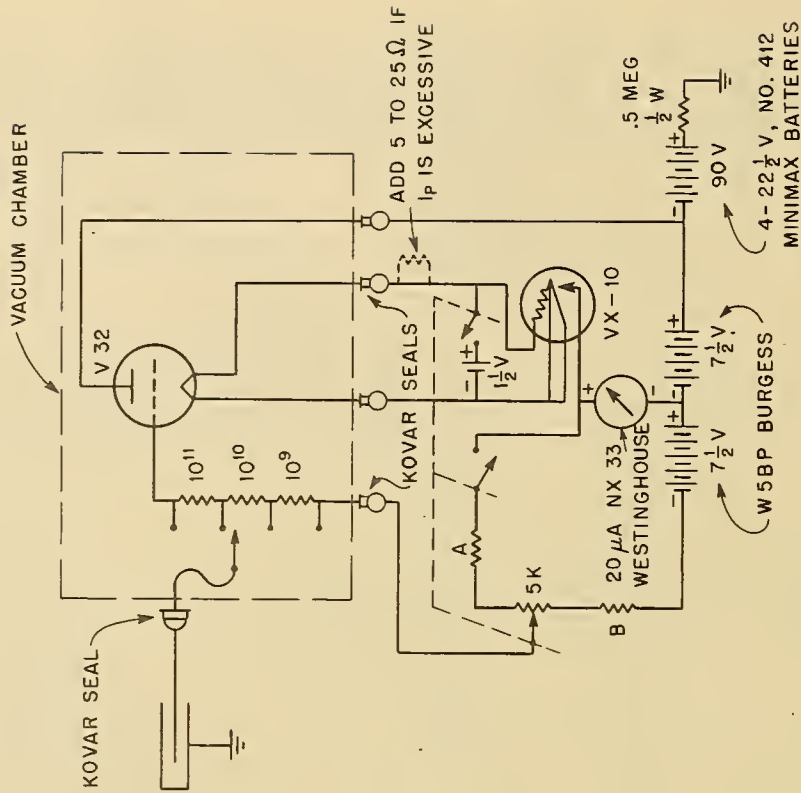 VACUUM CHAMBER
KOVAR SEAL
V 32
10¹¹
10¹⁰
10⁹
ADD 5 TO 25Ω IF
Iₚ IS EXCESSIVE
KOVAR SEALS
+
-
1½ V
VX-10
A
5K
B
+
-
20 μA NX 33
WESTINGHOUSE
-
+
7½ V
-
+
7½ V
W5BP BURGESS
-
+
90 V
.5 MEG
½ W
4-22½ V, NO. 412
MINIMAX BATTERIES